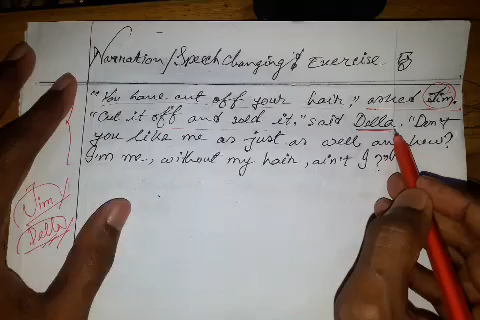 Narration/Speech Changing's Exercise. 8
"You have cut off your hair," asked Jim.
"Cut it off and sold it," said Della. "Don't
you like me as just as well, anyhow?
I'm me, without my hair, ain't I?"
Jim
Della